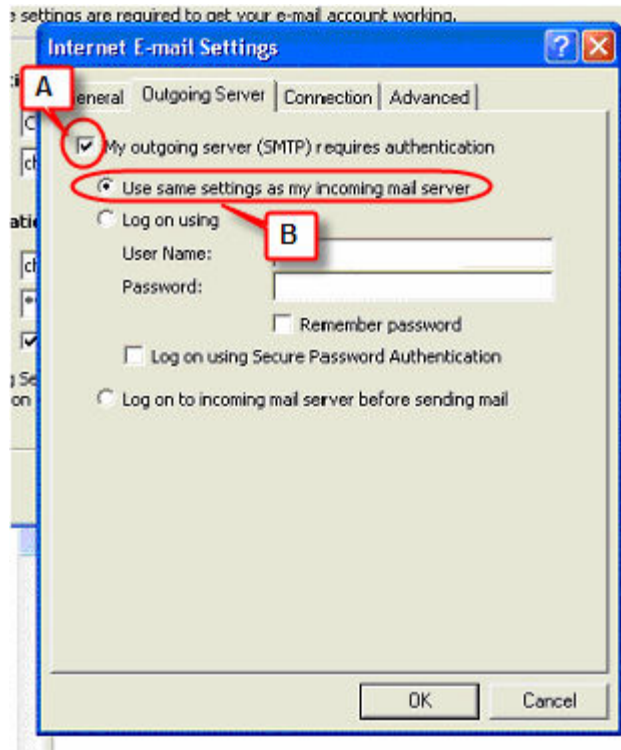 e settings are required to get your e-mail account working.
Internet E-mail Settings
A
eneral Outgoing Server Connection Advanced
My outgoing server (SMTP) requires authentication
Use same settings as my incoming mail server
Log on using
B
User Name:
Password:
Remember password
Log on using Secure Password Authentication
Log on to incoming mail server before sending mail
OK Cancel